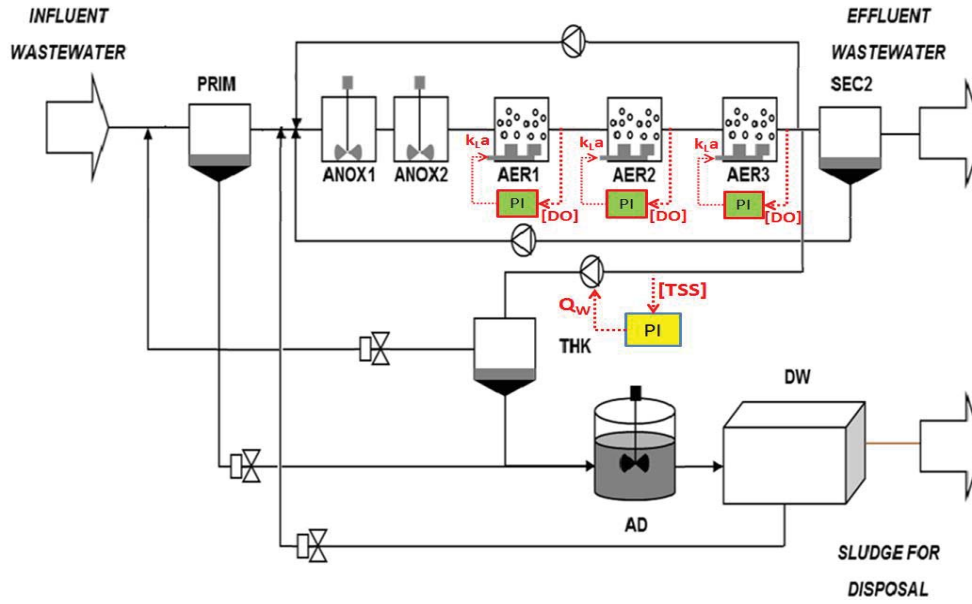 INFLUENT
WASTEWATER
EFFLUENT
WASTEWATER
PRIM
SEC2
kLa
kLa
kLa
ANOX1
ANOX2
AER1
AER2
AER3
PI
PI
PI
[DO]
[DO]
[DO]
[TSS]
QW
PI
THK
DW
AD
SLUDGE FOR
DISPOSAL